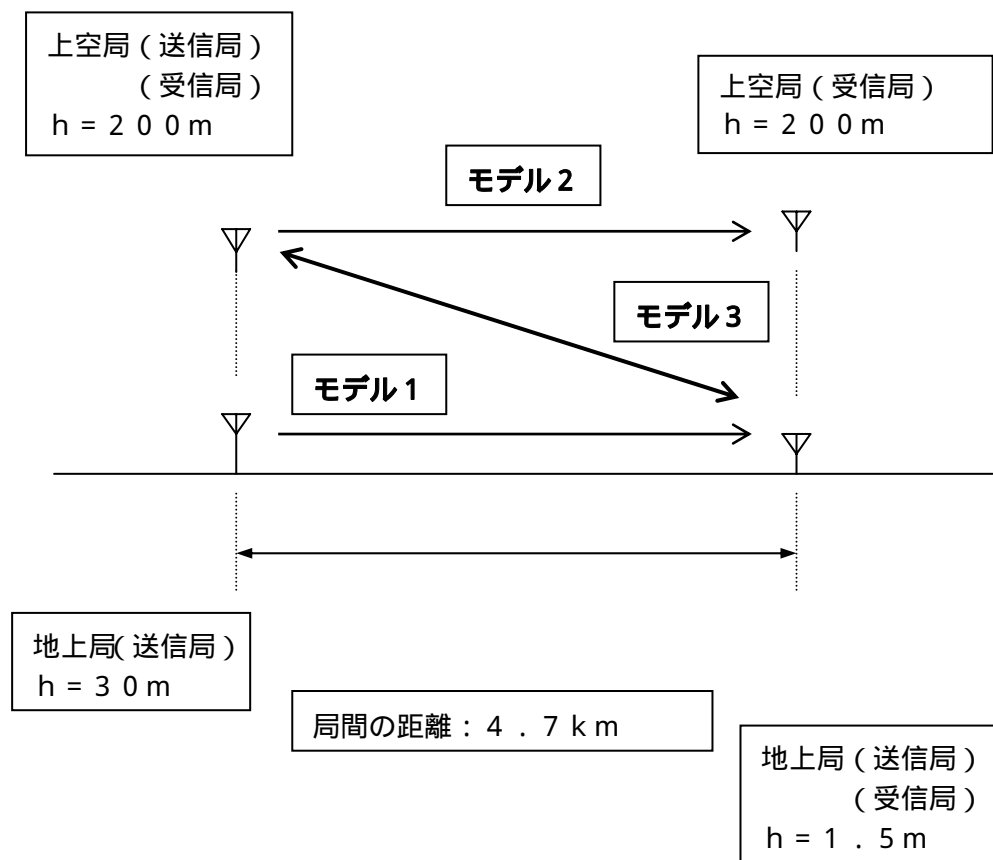 上空局（送信局）
（受信局）
ｈ＝２００ｍ
上空局（受信局）
ｈ＝２００ｍ
モデル２
モデル３
モデル１
地上局（送信局）
ｈ＝３０ｍ
局間の距離：４．７ｋｍ
地上局（送信局）
（受信局）
ｈ＝１．５ｍ